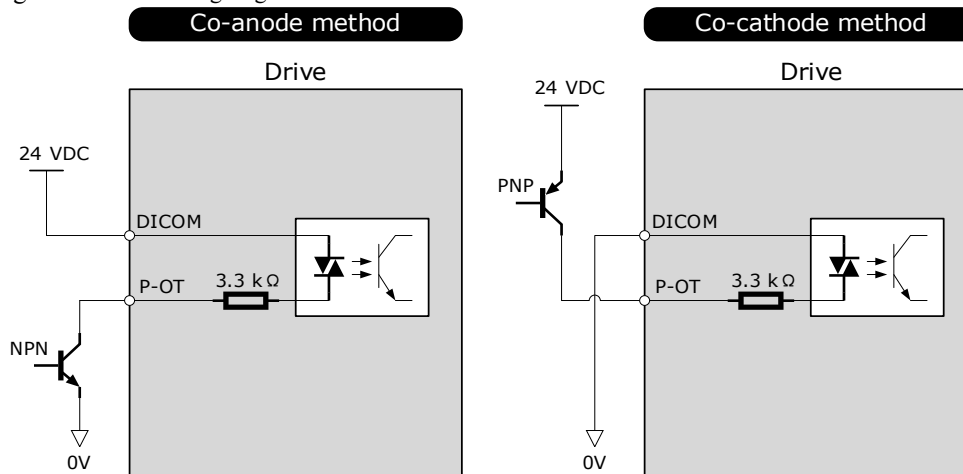 Co-anode method
Drive
24 VDC
DICOM
P-OT
3.3 kΩ
NPN
0V
Co-cathode method
Drive
24 VDC
PNP
DICOM
P-OT
3.3 kΩ
0V